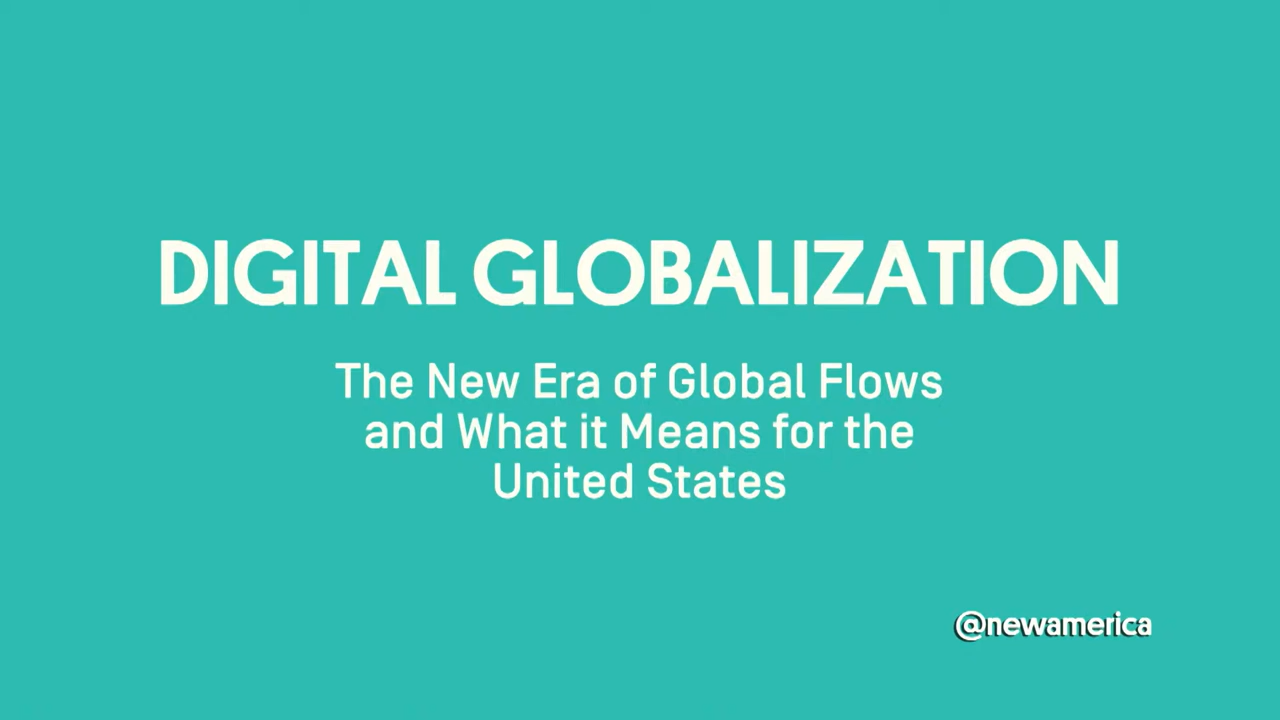 DIGITAL GLOBALIZATION
The New Era of Global Flows
and What it Means for the
United States
@newamerica